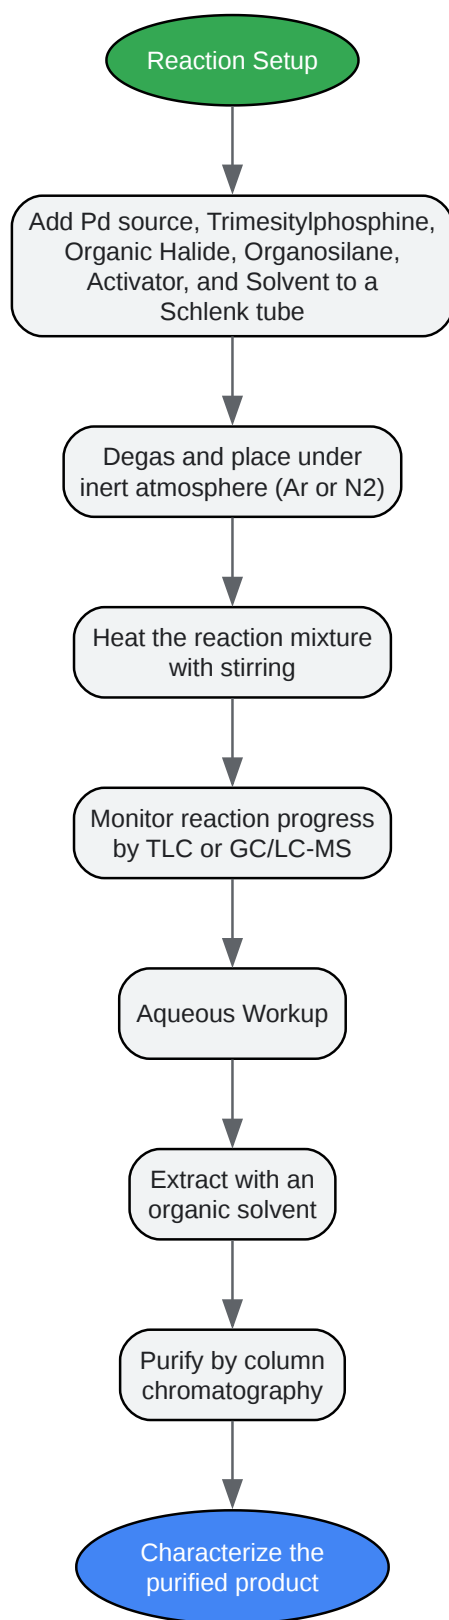 Reaction Setup
Add Pd source, Trimesitylphosphine,
Organic Halide, Organosilane,
Activator, and Solvent to a
Schlenk tube
Degas and place under
inert atmosphere (Ar or N2)
Heat the reaction mixture
with stirring
Monitor reaction progress
by TLC or GC/LC-MS
Aqueous Workup
Extract with an
organic solvent
Purify by column
chromatography
Characterize the
purified product